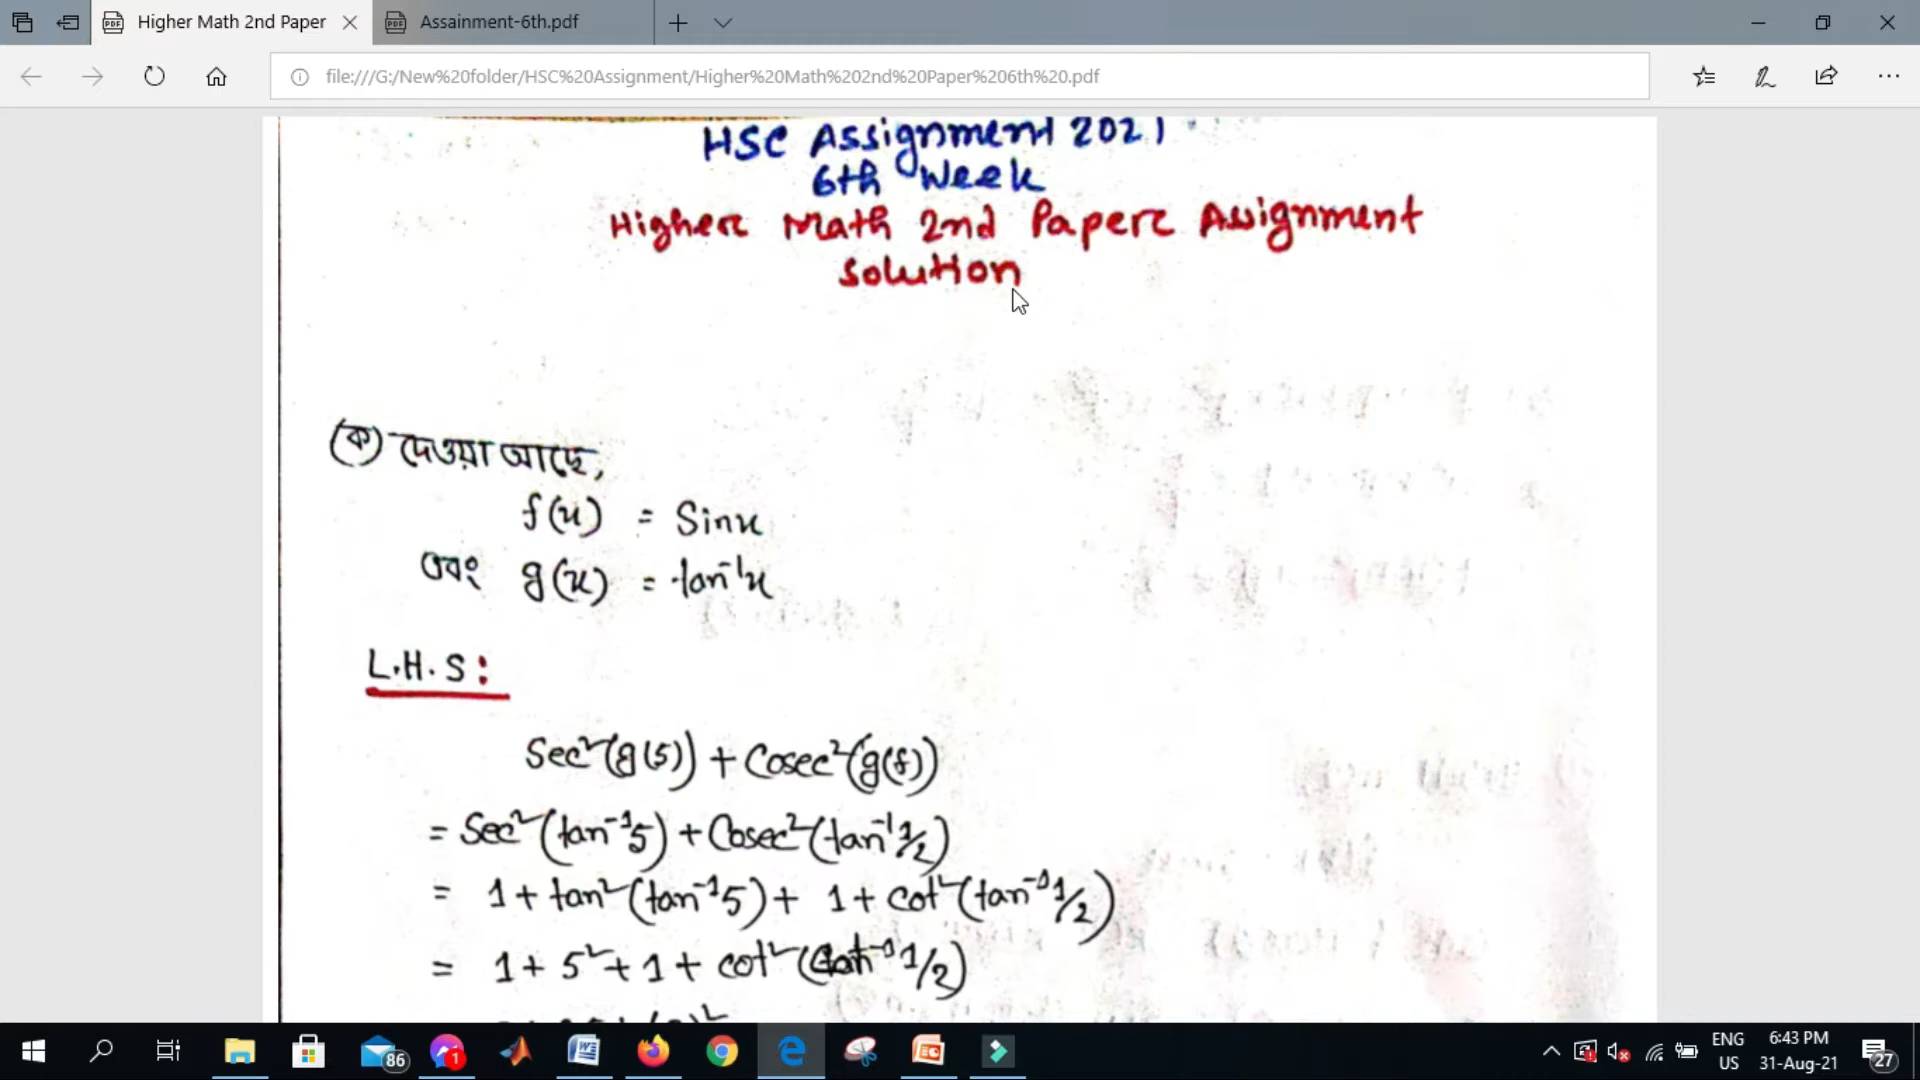 Higher Math 2nd Paper
Assainment-6th.pdf
file:///G:/New%20folder/HSC%20Assignment/Higher%20Math%202nd%20Paper%206th%20.pdf
HSC Assignment 2021
6th Week
Higher Math 2nd Paper Assignment
Solution
(ক) দেওয়া আছে,
f(x) = Sinx
এবং g(x) = tan⁻¹x
L.H.S:
Sec²(g(5)) + Cosec²(g(f))
= Sec²(tan⁻¹5) + Cosec²(tan⁻¹1/2)
= 1 + tan²(tan⁻¹5) + 1 + cot²(tan⁻¹1/2)
= 1 + 5² + 1 + cot²(cot⁻¹1/2)
86
1
ENG
US
6:43 PM
31-Aug-21
27